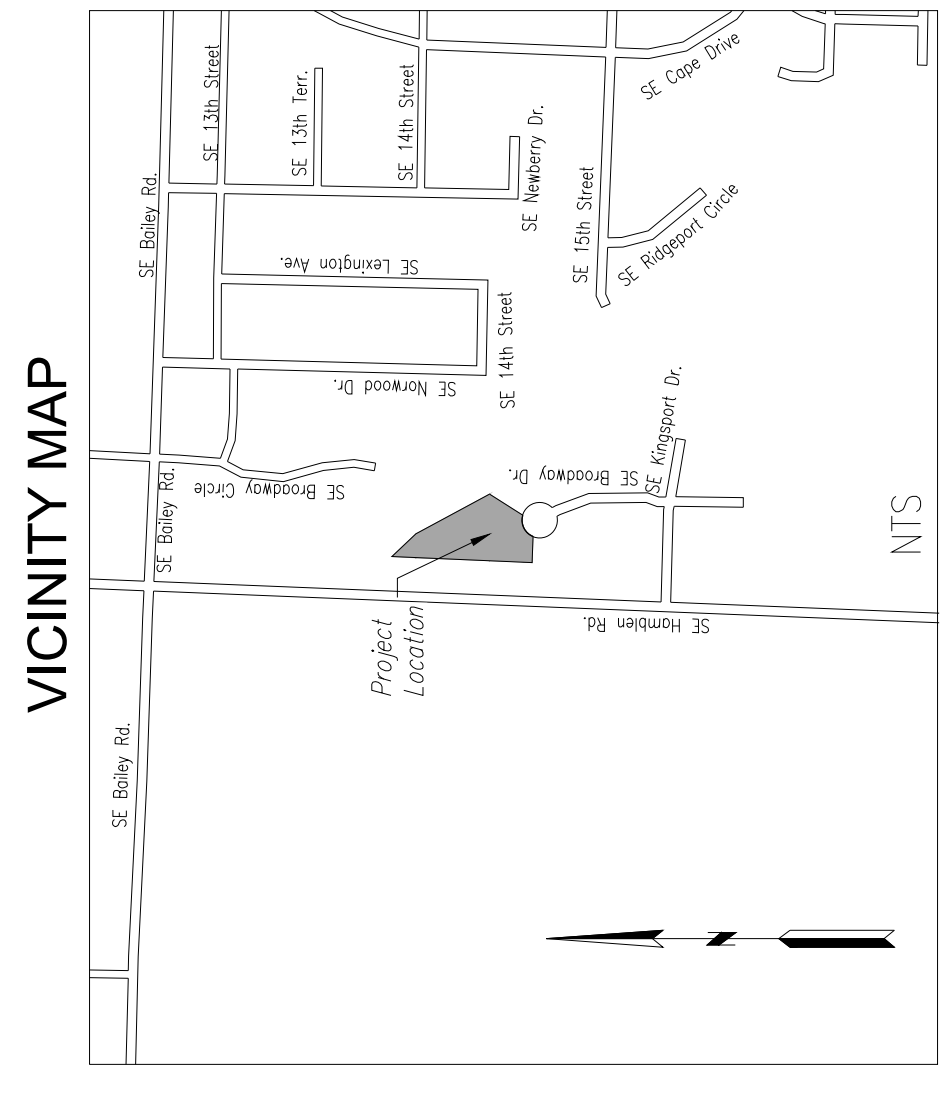 VICINITY MAP
SE Bailey Rd.
SE 13th Street
SE 13th Terr.
SE 14th Street
SE Newberry Dr.
SE Cape Drive
SE 15th Street
SE Ridgeport Circle
SE Lexington Ave.
SE 14th Street
SE Norwood Dr.
SE Bailey Rd.
SE Broadway Circle
SE Broadway Dr.
SE Kingsport Dr.
NTS
SE Hamblen Rd.
Project
Location
SE Bailey Rd.
N